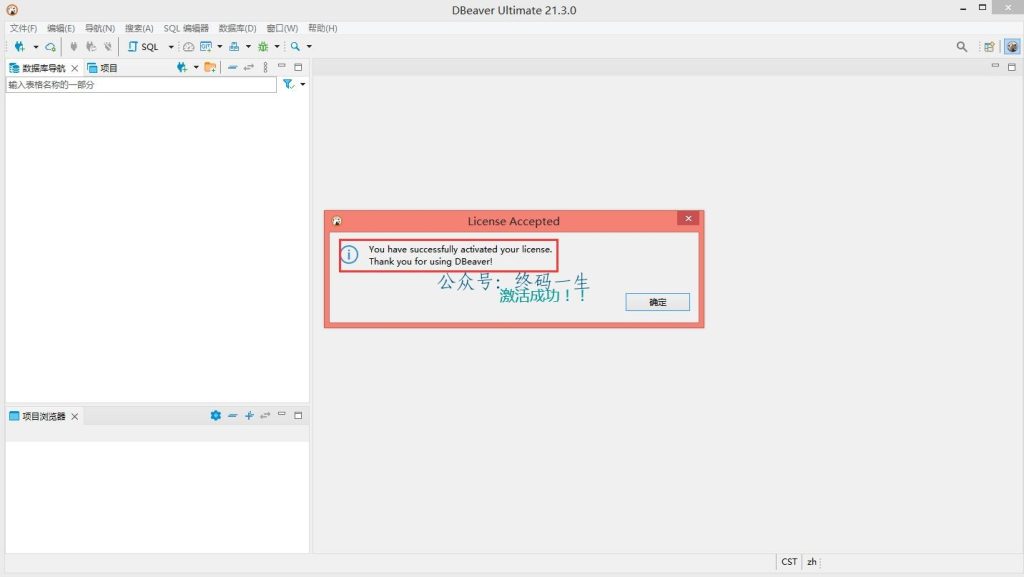 DBeaver Ultimate 21.3.0
文件(F) 编辑(E) 导航(N) 搜索(A) SQL 编辑器 数据库(D) 窗口(W) 帮助(H)
SQL
数据库导航 项目
输入表格名称的一部分
License Accepted
You have successfully activated your license.
Thank you for using DBeaver!
公众号：终码一生
激活成功！！
确定
项目浏览器
CST zh